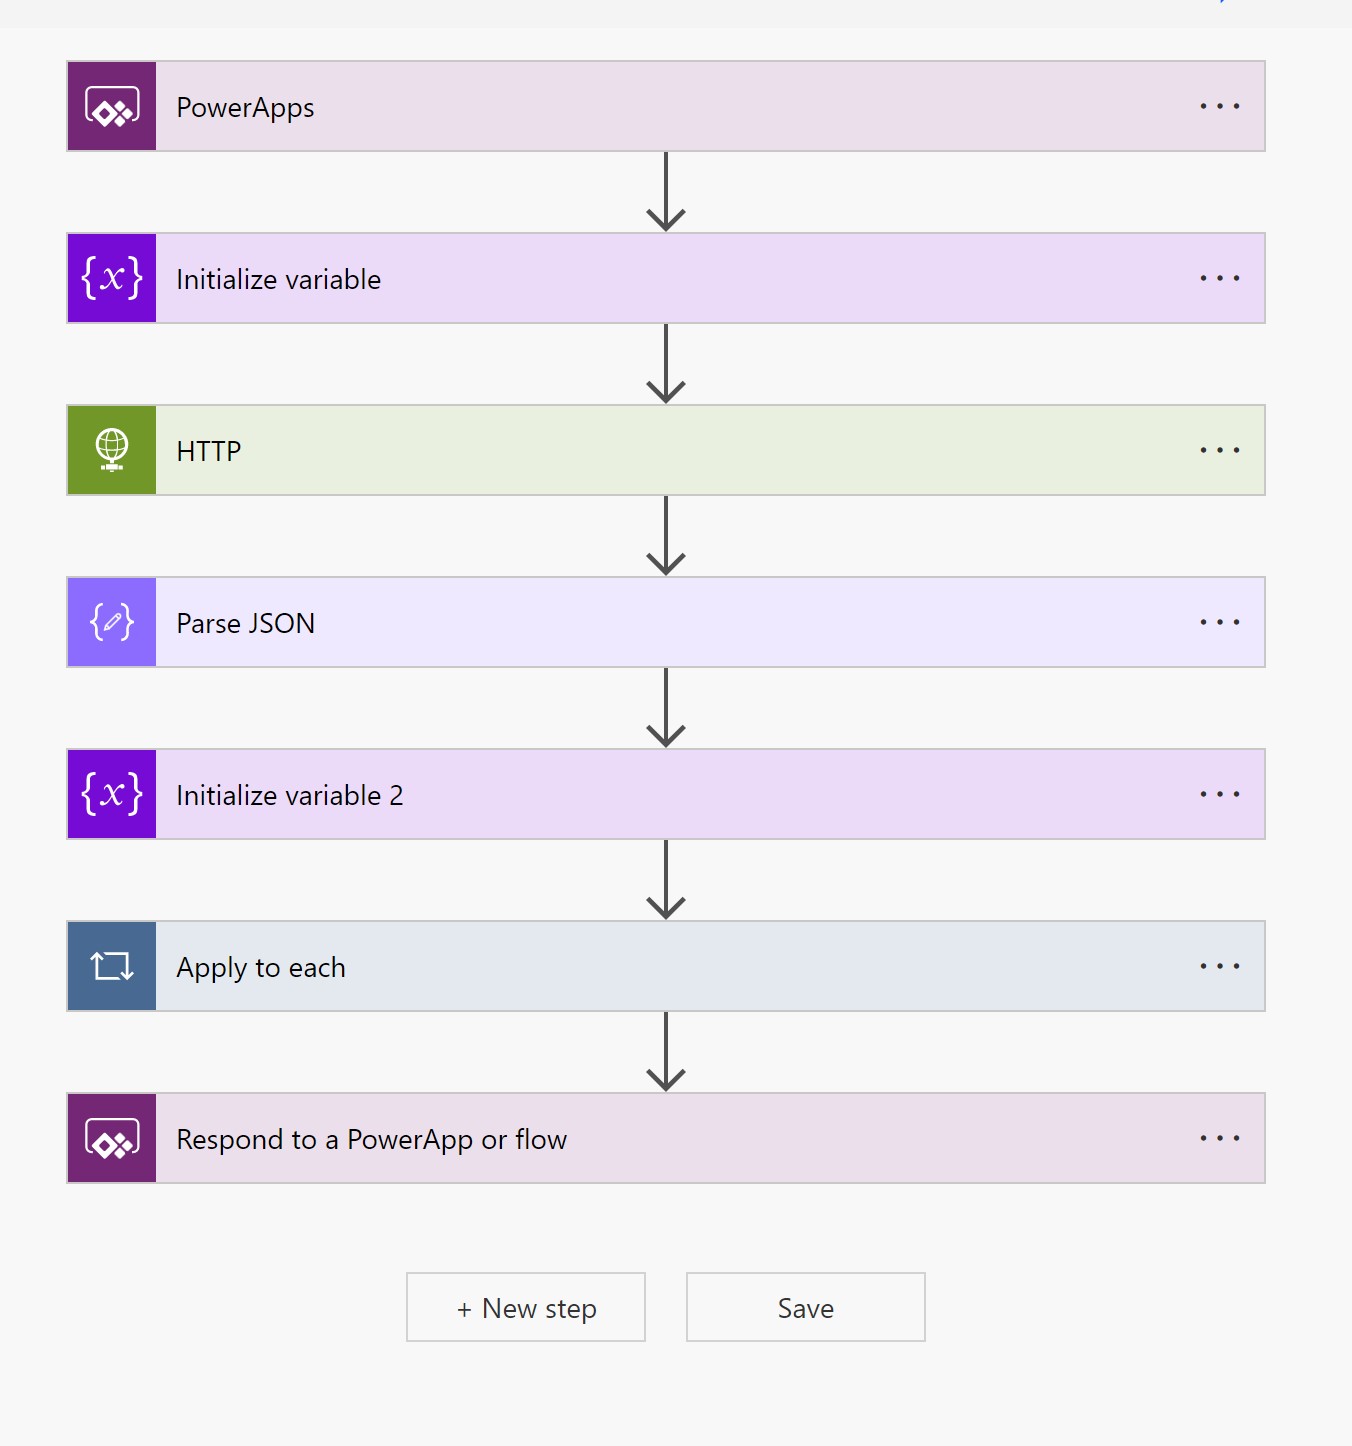 PowerApps
{x} Initialize variable
HTTP
Parse JSON
{x} Initialize variable 2
Apply to each
Respond to a PowerApp or flow
+ New step Save